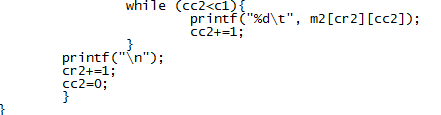 while (cc2<c1){
printf("%d\t", m2[cr2][cc2]);
cc2+=1;
}
printf("\n");
cr2+=1;
cc2=0;
}
}